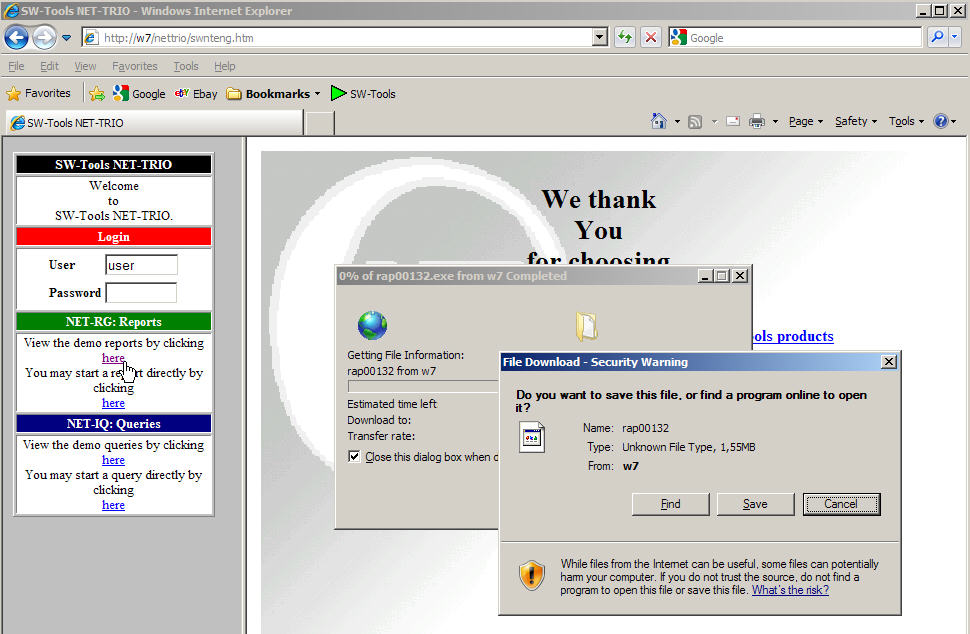 SW-Tools NET-TRIO - Windows Internet Explorer
http://w7/nettrio/swnteng.htm
Google
File Edit View Favorites Tools Help
Favorites Google Ebay Bookmarks SW-Tools
SW-Tools NET-TRIO
Page Safety Tools
SW-Tools NET-TRIO
Welcome
to
SW-Tools NET-TRIO.
Login
User user
Password
NET-RG: Reports
View the demo reports by clicking
here
You may start a report directly by
clicking
here
NET-IQ: Queries
View the demo queries by clicking
here
You may start a query directly by
clicking
here
We thank
You
for choosing
ols products
0% of rap00132.exe from w7 Completed
Getting File Information:
rap00132 from w7
Estimated time left
Download to:
Transfer rate:
Close this dialog box when d
File Download - Security Warning
Do you want to save this file, or find a program online to open
it?
Name: rap00132
Type: Unknown File Type, 1,55MB
From: w7
Find Save Cancel
While files from the Internet can be useful, some files can potentially
harm your computer. If you do not trust the source, do not find a
program to open this file or save this file. What's the risk?